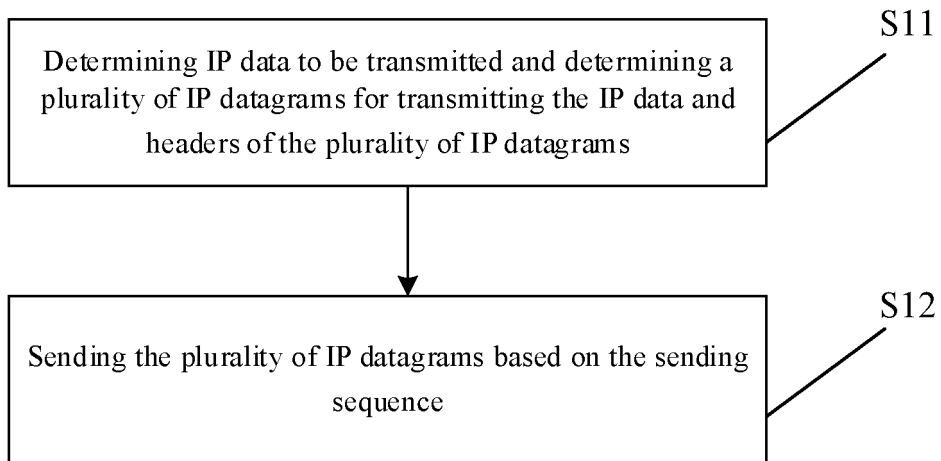 S11
Determining IP data to be transmitted and determining a
plurality of IP datagrams for transmitting the IP data and
headers of the plurality of IP datagrams
S12
Sending the plurality of IP datagrams based on the sending
sequence